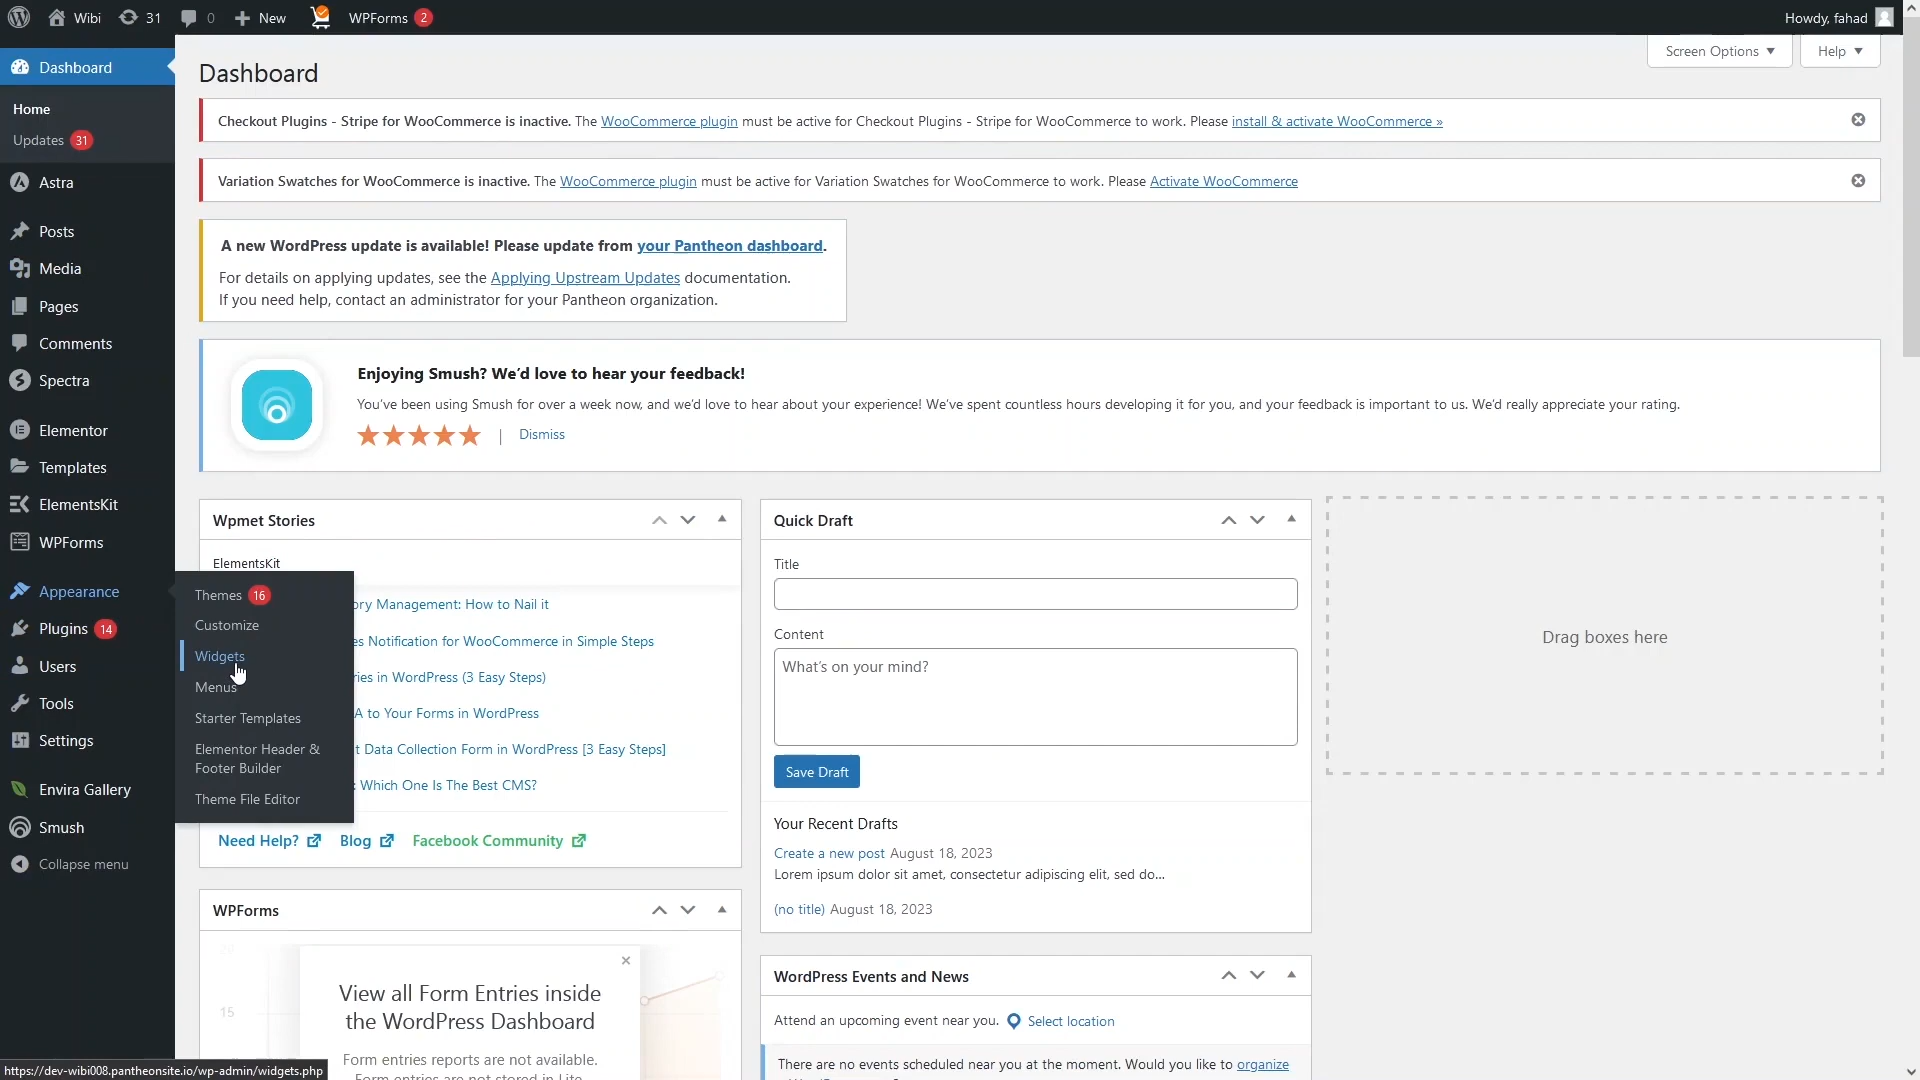 Wibi 31 0 New WPForms 2 Howdy, fahad
Screen Options Help
Dashboard
Home
Updates 31
Astra
Posts
Media
Pages
Comments
Spectra
Elementor
Templates
ElementsKit
WPForms
Appearance
Plugins 14
Users
Tools
Settings
Envira Gallery
Smush
Collapse menu
Themes 16
Customize
Widgets
Menus
Starter Templates
Elementor Header &
Footer Builder
Theme File Editor
Dashboard
Checkout Plugins - Stripe for WooCommerce is inactive. The WooCommerce plugin must be active for Checkout Plugins - Stripe for WooCommerce to work. Please install & activate WooCommerce »
Variation Swatches for WooCommerce is inactive. The WooCommerce plugin must be active for Variation Swatches for WooCommerce to work. Please Activate WooCommerce
A new WordPress update is available! Please update from your Pantheon dashboard.
For details on applying updates, see the Applying Upstream Updates documentation.
If you need help, contact an administrator for your Pantheon organization.
Enjoying Smush? We'd love to hear your feedback!
You've been using Smush for over a week now, and we'd love to hear about your experience! We've spent countless hours developing it for you, and your feedback is important to us. We'd really appreciate your rating.
| Dismiss
Wpmet Stories
ElementsKit
ory Management: How to Nail it
es Notification for WooCommerce in Simple Steps
ries in WordPress (3 Easy Steps)
A to Your Forms in WordPress
t Data Collection Form in WordPress [3 Easy Steps]
: Which One Is The Best CMS?
Need Help? Blog Facebook Community
WPForms
20
15
View all Form Entries inside
the WordPress Dashboard
Form entries reports are not available.
Form entries are not stored in Lite
Quick Draft
Title
Content
What's on your mind?
Save Draft
Your Recent Drafts
Create a new post August 18, 2023
Lorem ipsum dolor sit amet, consectetur adipiscing elit, sed do...
(no title) August 18, 2023
WordPress Events and News
Attend an upcoming event near you. Select location
There are no events scheduled near you at the moment. Would you like to organize
Drag boxes here
https://dev-wibi008.pantheonsite.io/wp-admin/widgets.php